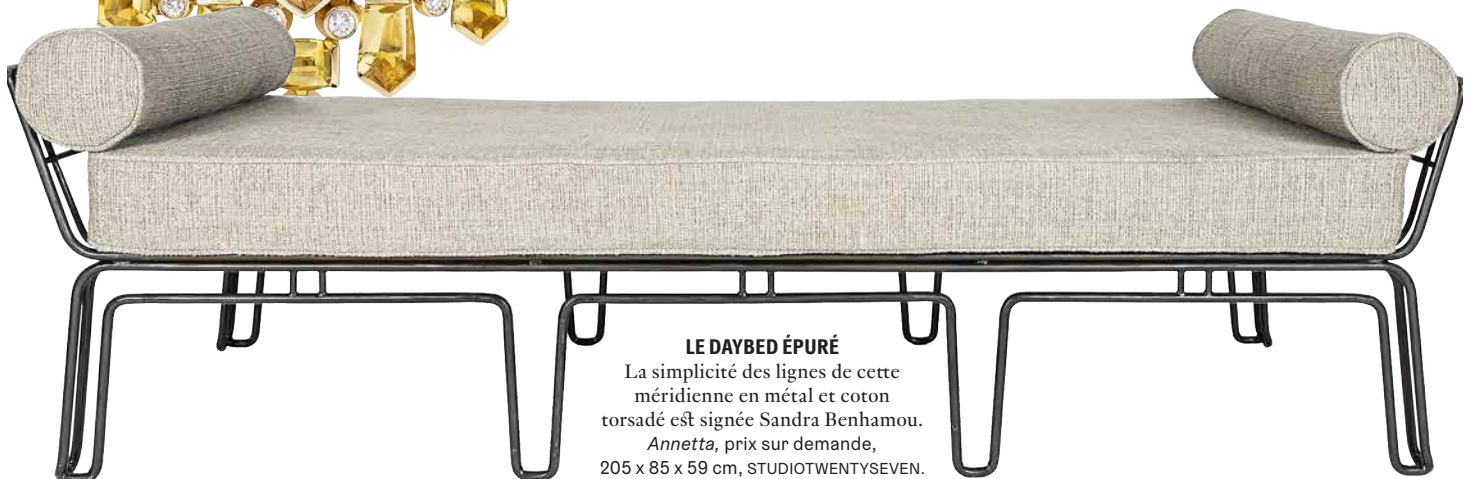 LE DAYBED ÉPURÉ
La simplicité des lignes de cette
méridienne en métal et coton
torsadé est signée Sandra Benhamou.
Annetta, prix sur demande,
205 x 85 x 59 cm, STUDIOTWENTYSEVEN.